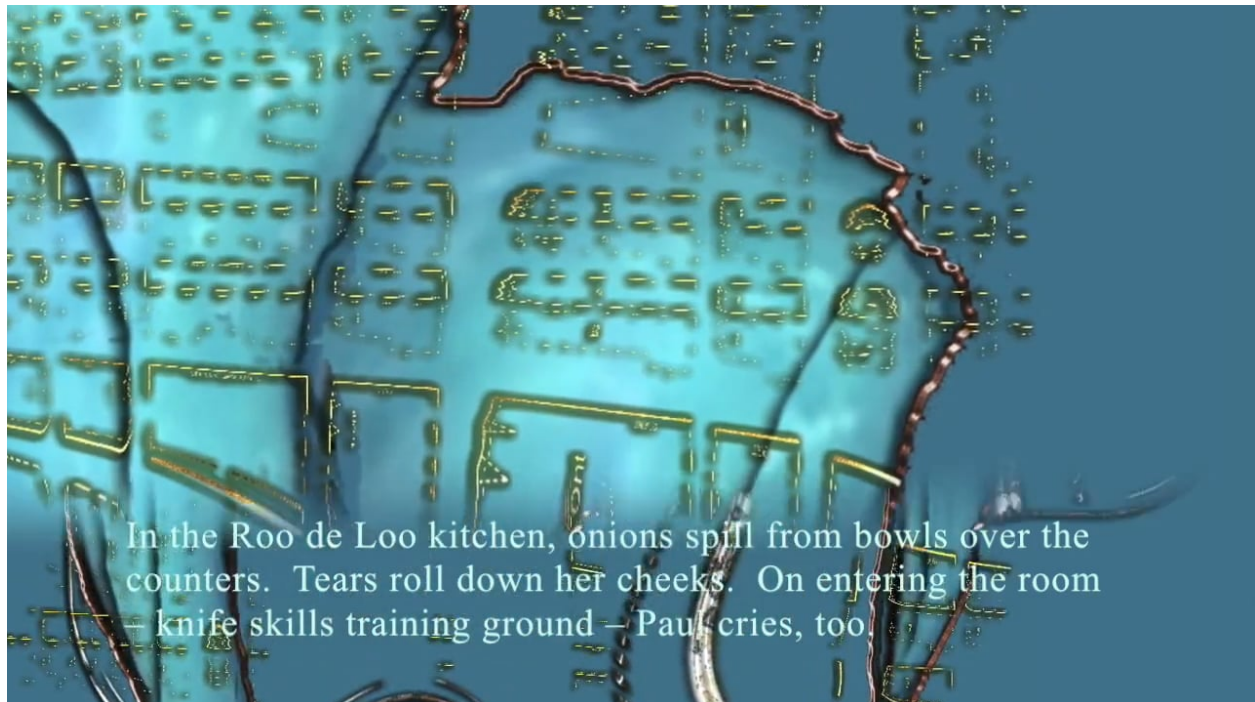 In the Roo de Loo kitchen, onions spill from bowls over the
counters.  Tears roll down her cheeks.  On entering the room
– knife skills training ground – Paul cries, too.